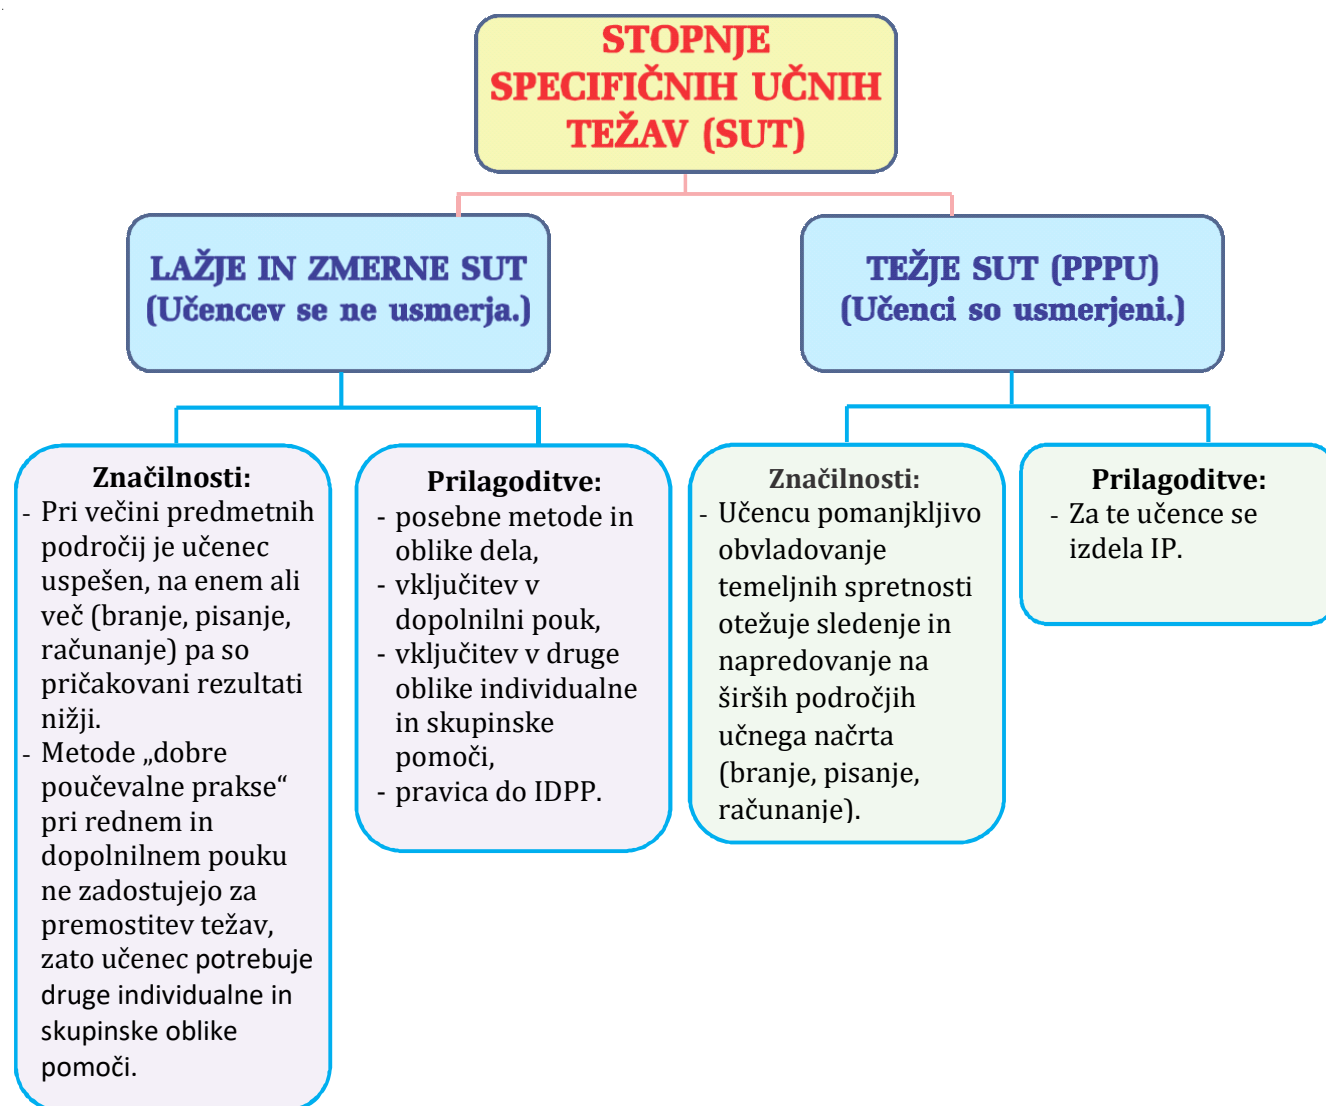 STOPNJE
SPECIFIČNIH UČNIH
TEŽAV (SUT)
LAŽJE IN ZMERNE SUT
(Učencev se ne usmerja.)
TEŽJE SUT (PPPU)
(Učenci so usmerjeni.)
Značilnosti:
- Pri večini predmetnih
področij je učenec
uspešen, na enem ali
več (branje, pisanje,
računanje) pa so
pričakovani rezultati
nižji.
- Metode „dobre
poučevalne prakse“
pri rednem in
dopolnilnem pouku
ne zadostujejo za
premostitev težav,
zato učenec potrebuje
druge individualne in
skupinske oblike
pomoči.
Prilagoditve:
- posebne metode in
oblike dela,
- vključitev v
dopolnilni pouk,
- vključitev v druge
oblike individualne
in skupinske
pomoči,
- pravica do IDPP.
Značilnosti:
- Učencu pomanjkljivo
obvladovanje
temeljnih spretnosti
otežuje sledenje in
napredovanje na
širših področjih
učnega načrta
(branje, pisanje,
računanje).
Prilagoditve:
- Za te učence se
izdela IP.